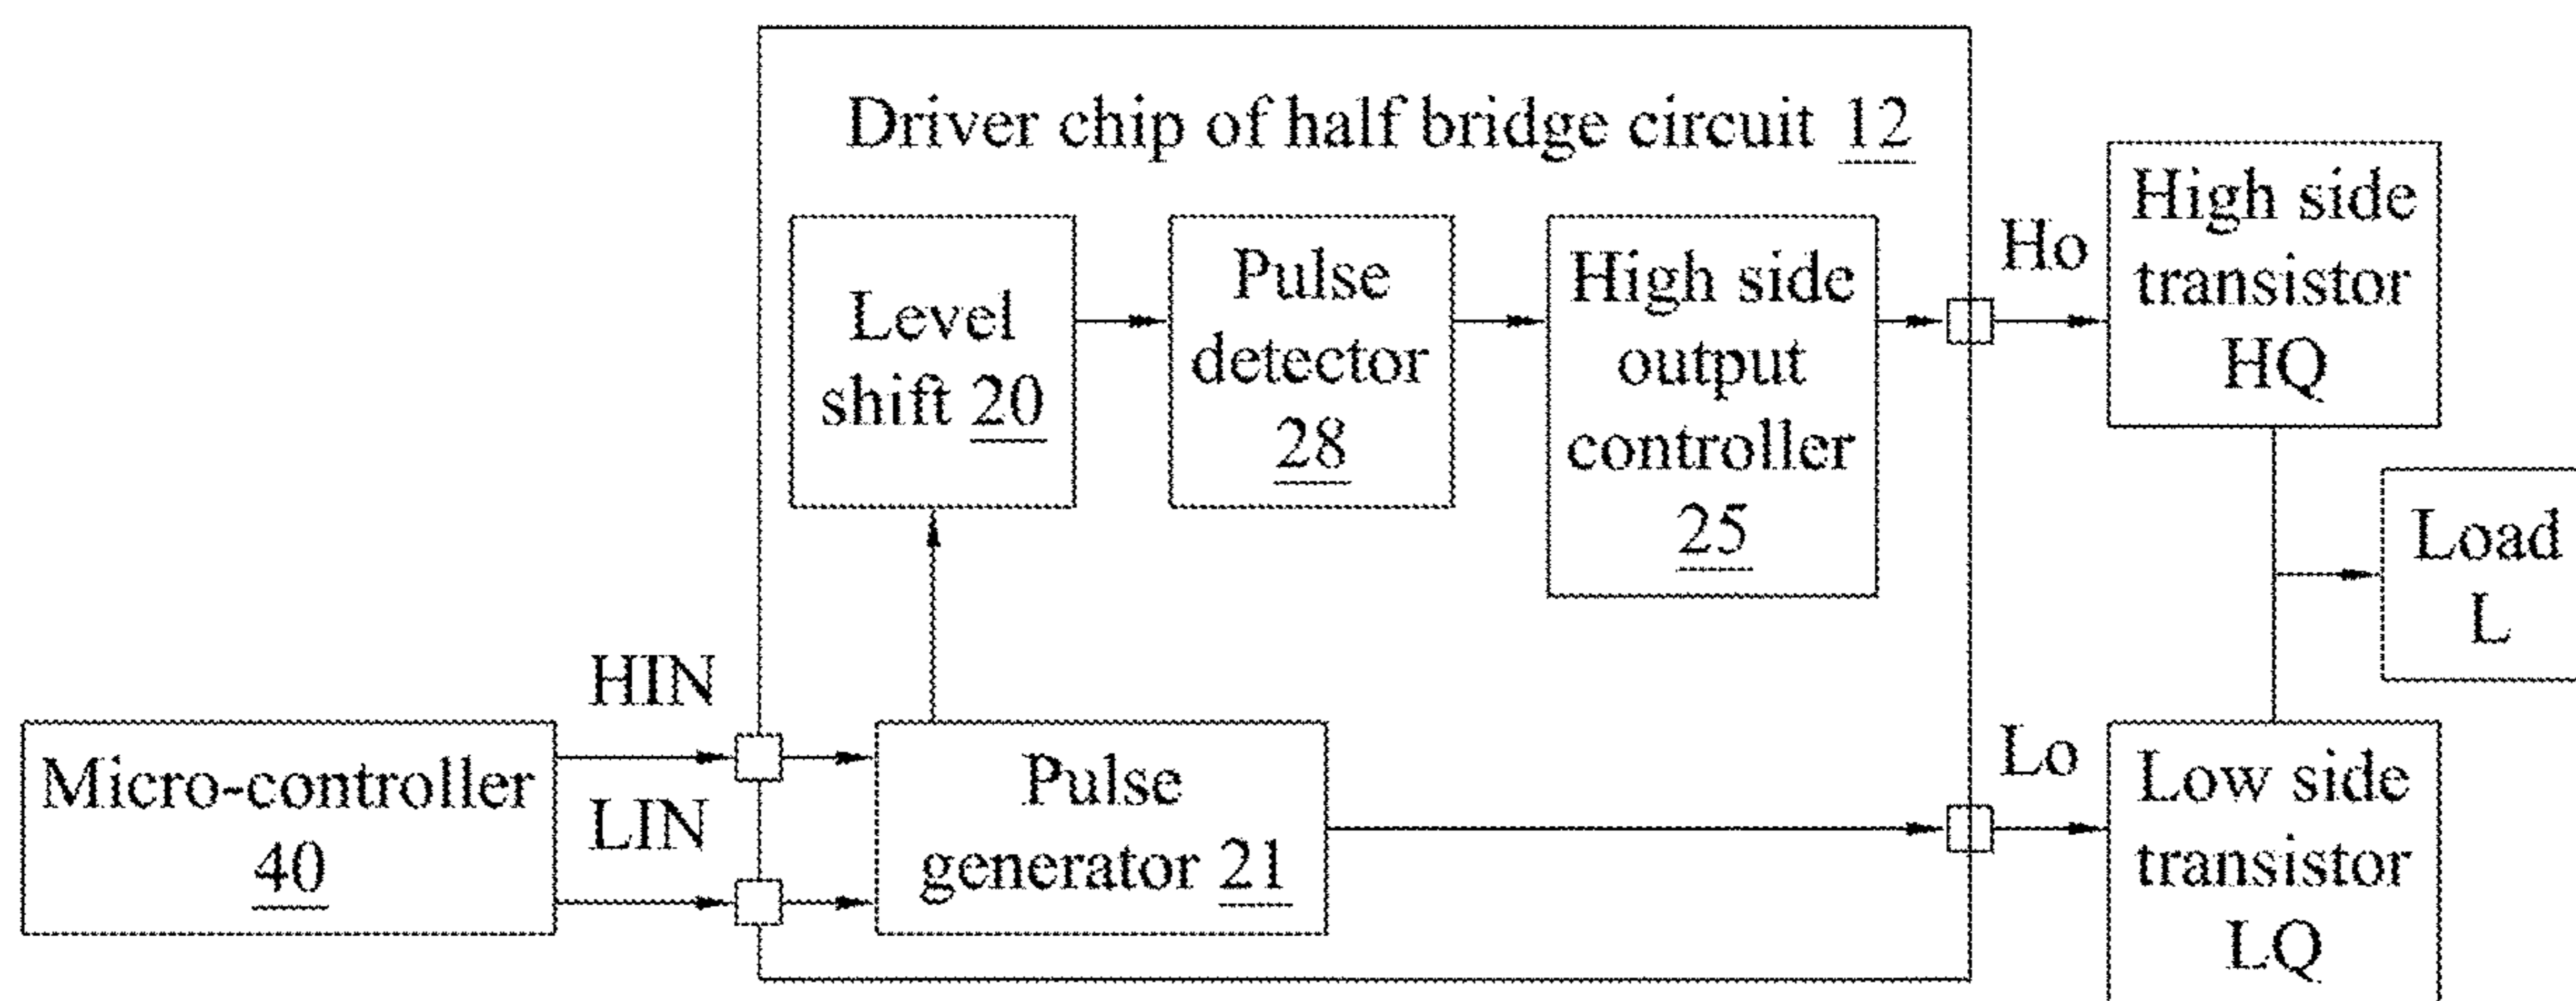 Driver chip of half bridge circuit 12
Level
shift 20
Pulse
detector
28
High side
output
controller
25
Ho
High side
transistor
HQ
Load
L
HIN
LIN
Micro-controller
40
Pulse
generator 21
Lo
Low side
transistor
LQ